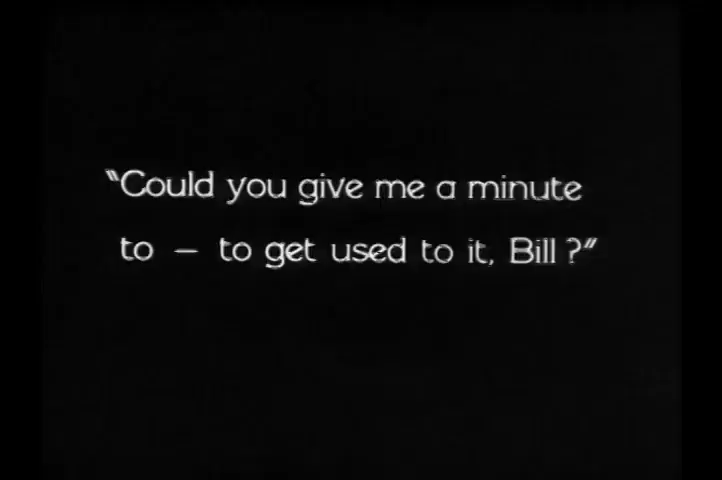 "Could you give me a minute
to — to get used to it, Bill?"